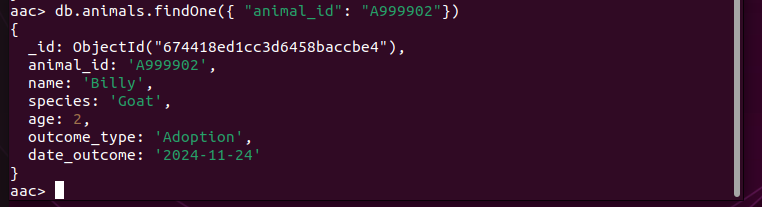 aac> db.animals.findOne({ "animal_id": "A999902"})
{
  _id: ObjectId("674418ed1cc3d6458baccbe4"),
  animal_id: 'A999902',
  name: 'Billy',
  species: 'Goat',
  age: 2,
  outcome_type: 'Adoption',
  date_outcome: '2024-11-24'
}
aac>